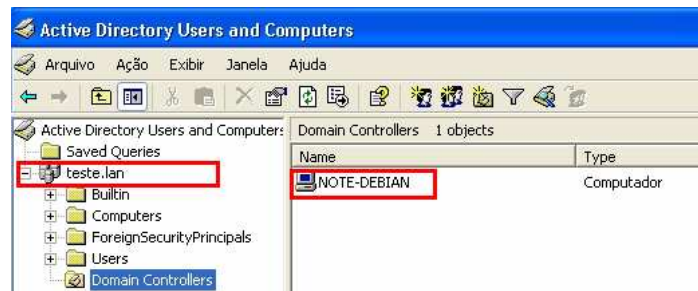 Active Directory Users and Computers
Arquivo Ação Exibir Janela Ajuda
Active Directory Users and Computers
Domain Controllers 1 objects
Saved Queries
Name Type
teste.lan
NOTE-DEBIAN Computador
Builtin
Computers
ForeignSecurityPrincipals
Users
Domain Controllers